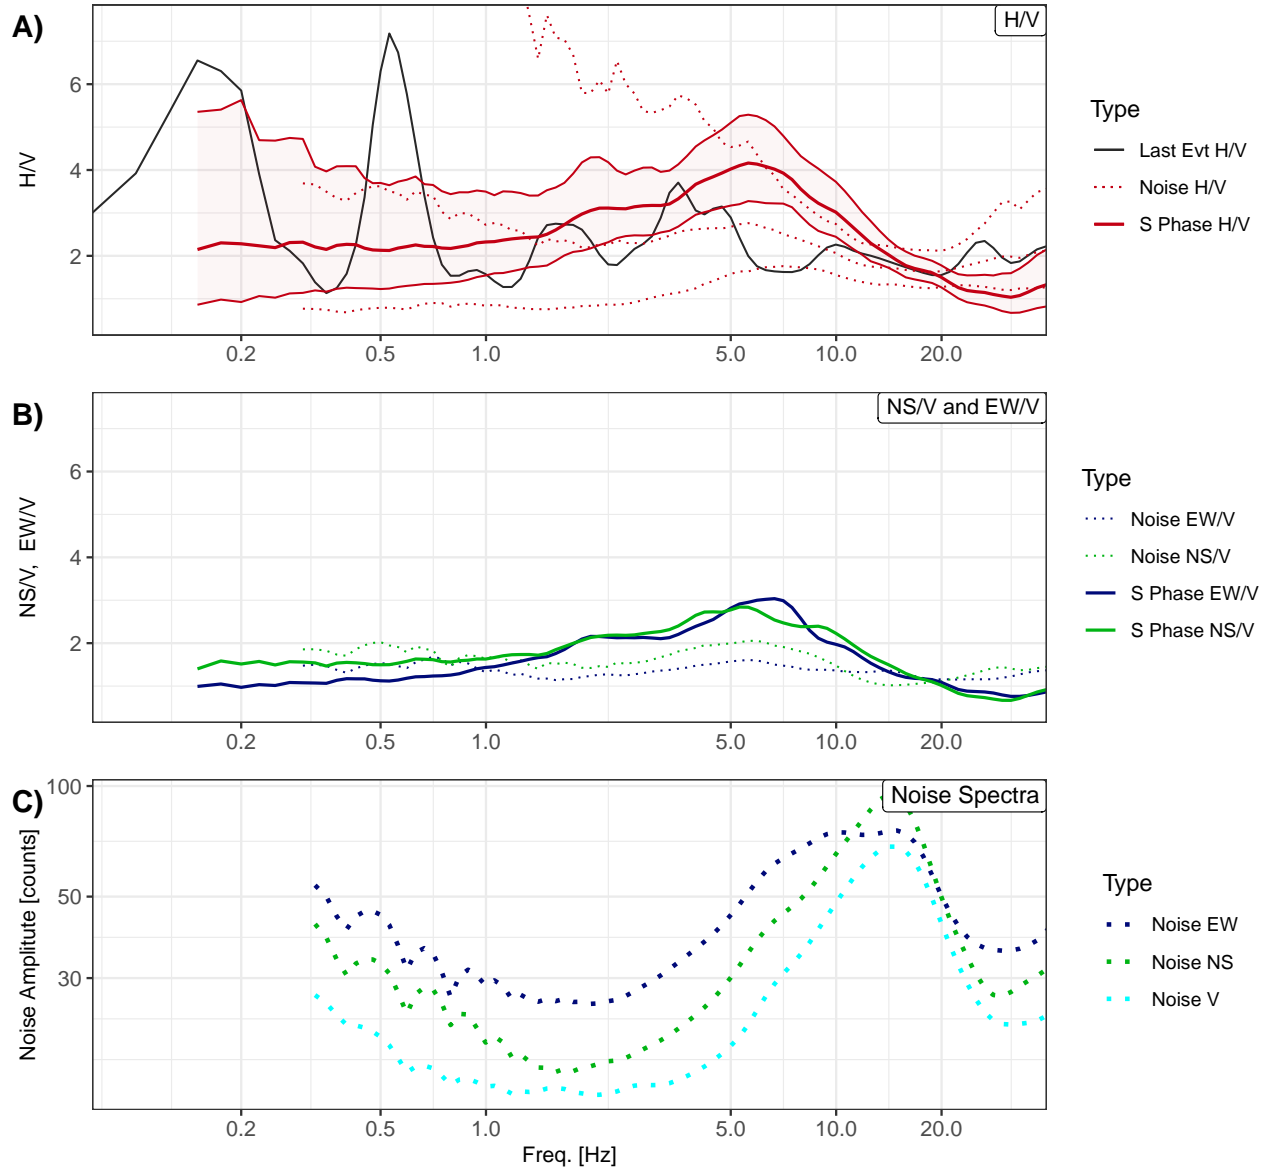 A)
H/V
6
4
2
H/V
0.2 0.5 1.0 5.0 10.0 20.0
Type
Last Evt H/V
Noise H/V
S Phase H/V
B)
NS/V and EW/V
6
4
2
NS/V, EW/V
0.2 0.5 1.0 5.0 10.0 20.0
Type
Noise EW/V
Noise NS/V
S Phase EW/V
S Phase NS/V
C)
Noise Spectra
100
50
30
Noise Amplitute [counts]
0.2 0.5 1.0 5.0 10.0 20.0
Freq. [Hz]
Type
Noise EW
Noise NS
Noise V